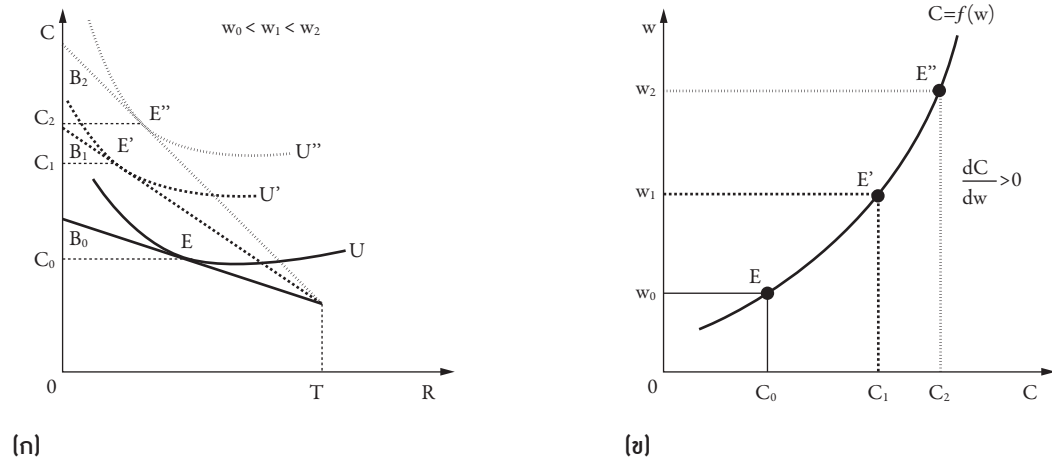 C
w₀ < w₁ < w₂
B₂
E”
C₂
E’
B₁
U”
C₁
U’
B₀
E
U
C₀
0
T
R
(ก)
C=f(w)
w
E”
w₂
E’
dC
w₁
>0
dw
E
w₀
0
C₀
C₁
C₂
C
(ข)